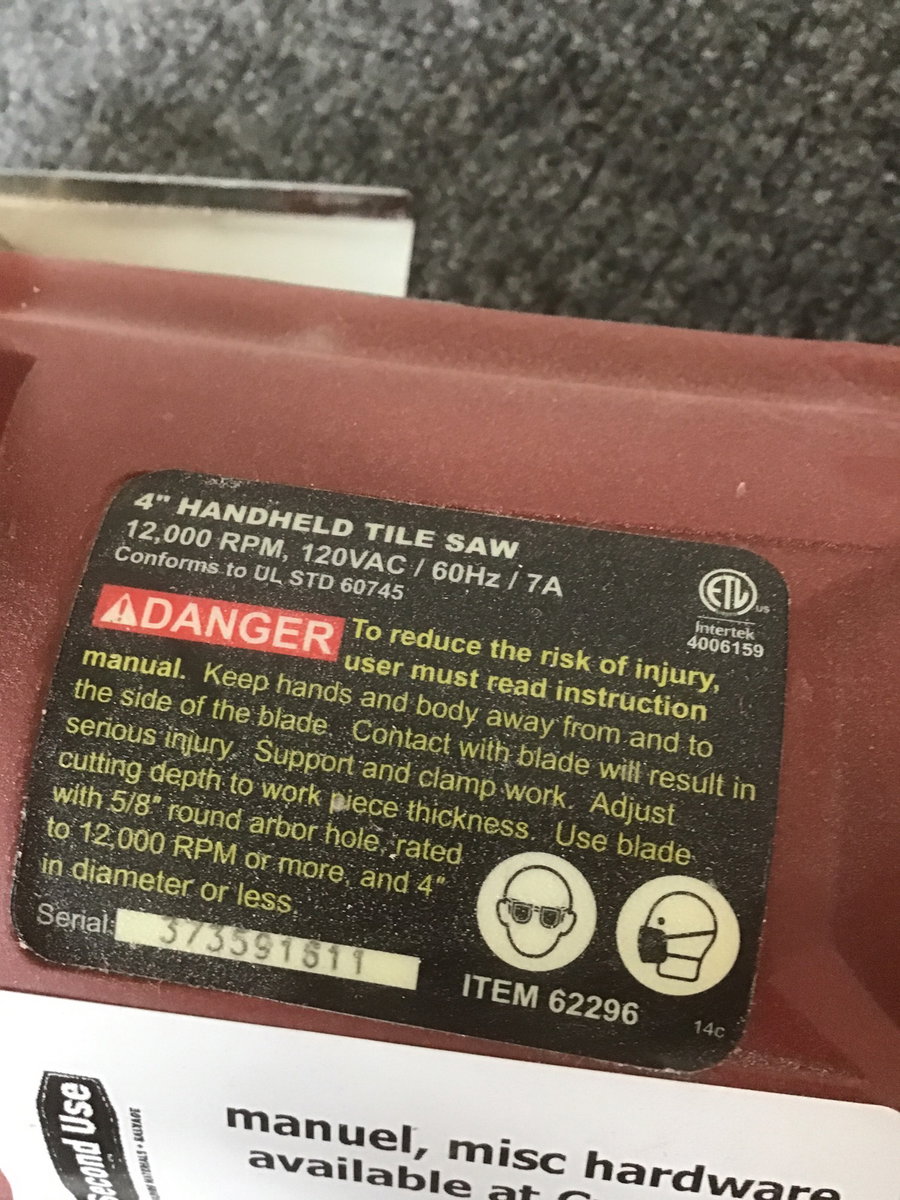 4" HANDHELD TILE SAW
12,000 RPM, 120VAC / 60Hz / 7A
Conforms to UL STD 60745
ETL US
Intertek
4006159
DANGER To reduce the risk of injury,
user must read instruction
manual. Keep hands and body away from and to
the side of the blade. Contact with blade will result in
serious injury. Support and clamp work. Adjust
cutting depth to work piece thickness. Use blade
with 5/8" round arbor hole, rated
to 12,000 RPM or more, and 4"
in diameter or less.
Serial: 373591811
ITEM 62296
14c
manuel, misc hardware
available at
Second Use
MATERIALS + SALVAGE